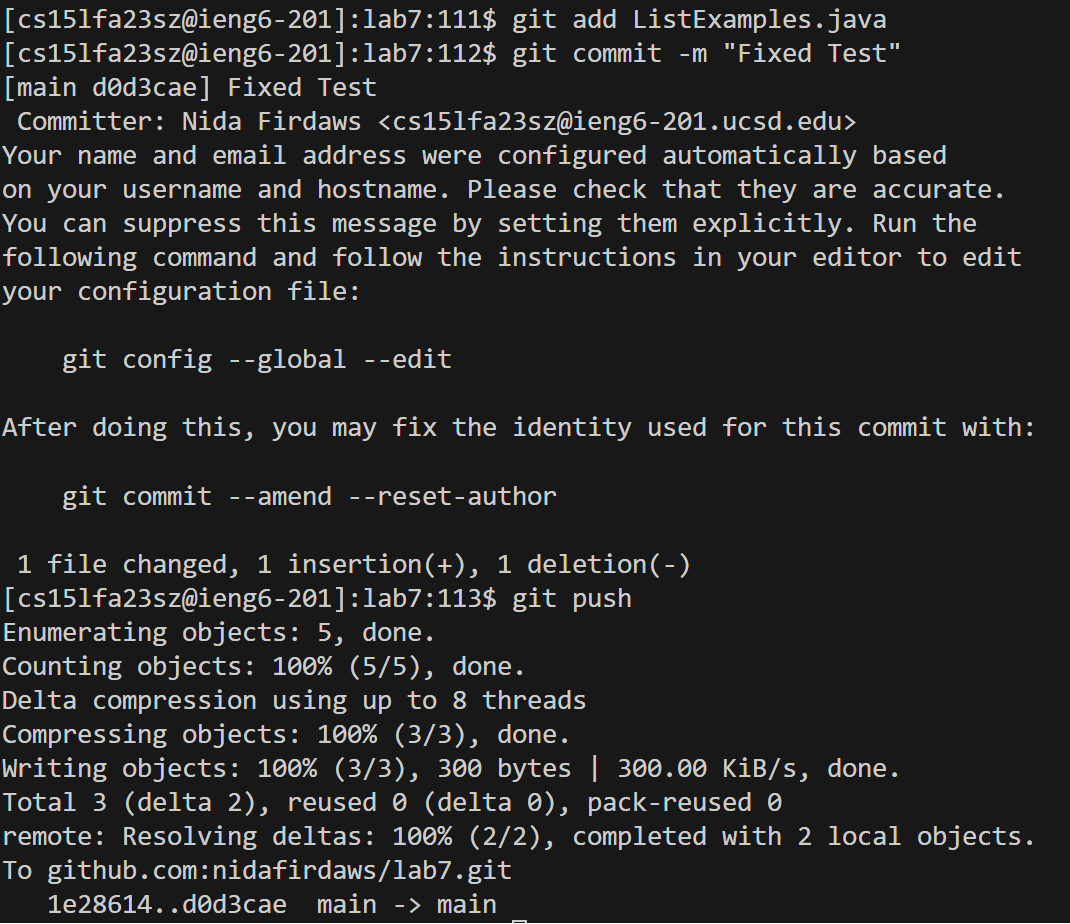 [cs15lfa23sz@ieng6-201]:lab7:111$ git add ListExamples.java
[cs15lfa23sz@ieng6-201]:lab7:112$ git commit -m "Fixed Test"
[main d0d3cae] Fixed Test
 Committer: Nida Firdaws <cs15lfa23sz@ieng6-201.ucsd.edu>
Your name and email address were configured automatically based
on your username and hostname. Please check that they are accurate.
You can suppress this message by setting them explicitly. Run the
following command and follow the instructions in your editor to edit
your configuration file:

    git config --global --edit

After doing this, you may fix the identity used for this commit with:

    git commit --amend --reset-author

 1 file changed, 1 insertion(+), 1 deletion(-)
[cs15lfa23sz@ieng6-201]:lab7:113$ git push
Enumerating objects: 5, done.
Counting objects: 100% (5/5), done.
Delta compression using up to 8 threads
Compressing objects: 100% (3/3), done.
Writing objects: 100% (3/3), 300 bytes | 300.00 KiB/s, done.
Total 3 (delta 2), reused 0 (delta 0), pack-reused 0
remote: Resolving deltas: 100% (2/2), completed with 2 local objects.
To github.com:nidafirdaws/lab7.git
   1e28614..d0d3cae  main -> main